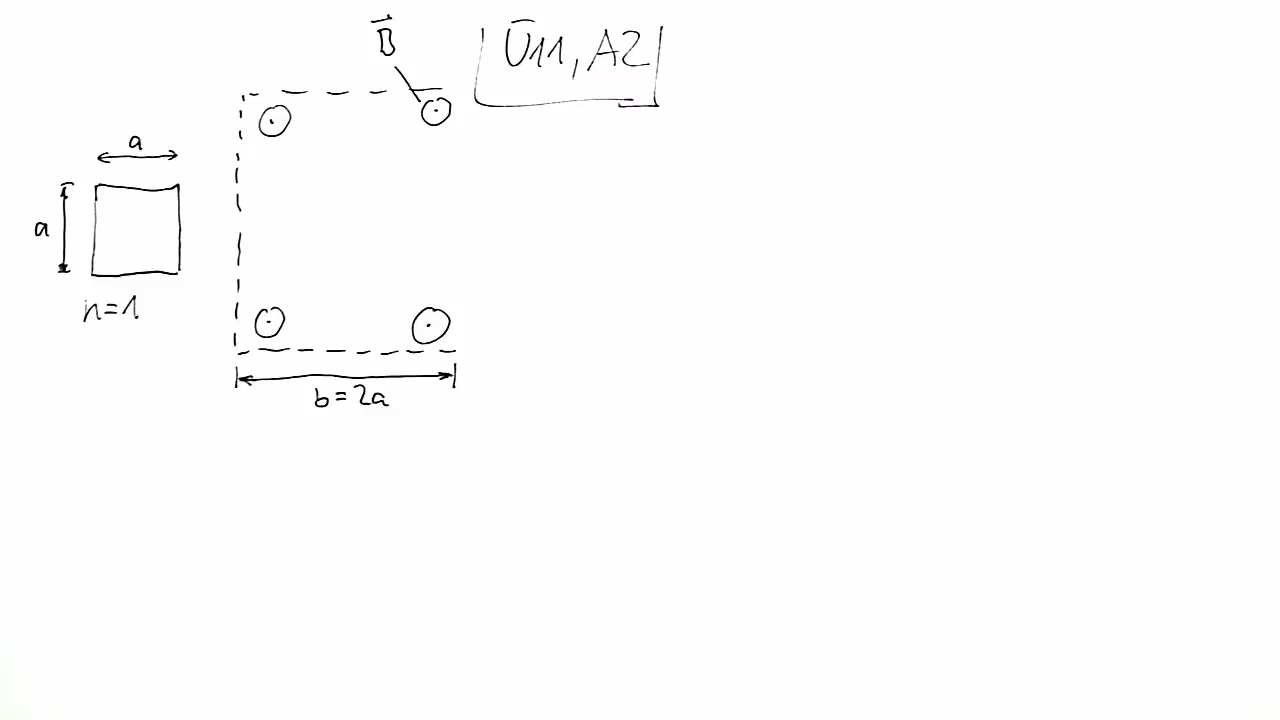 B⃗
Ü11, A2
a
a
n=1
b=2a